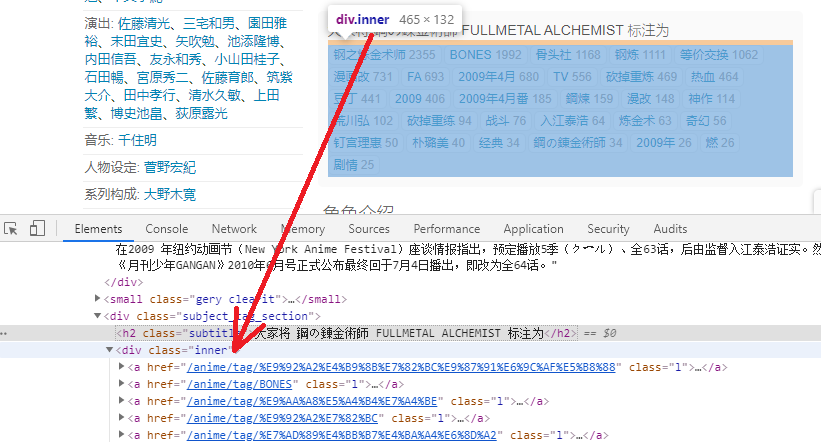 演出: 佐藤清光、三宅和男、園田雅
裕、末田宜史、矢吹勉、池添隆博、
内田信吾、友永和秀、小山田桂子、
石田暢、宮原秀二、佐藤育郎、筑紫
大介、田中孝行、清水久敏、上田
繁、博史池畠、荻原露光
音乐: 千住明
人物设定: 菅野宏紀
系列构成: 大野木寛
div.inner 465 × 132
鋼の錬金術師 FULLMETAL ALCHEMIST 标注为
钢之炼金术师 2355 BONES 1992 骨头社 1168 钢炼 1111 等价交换 1062
漫画改 731 FA 693 2009年4月 680 TV 556 砍掉重炼 469 热血 464
豆丁 441 2009 406 2009年4月番 185 鋼煉 159 漫改 148 神作 114
荒川弘 102 砍掉重练 94 战斗 76 入江泰浩 64 炼金术 63 奇幻 56
钉宫理惠 50 朴璐美 40 经典 34 鋼の錬金術師 34 2009年 26 燃 26
剧情 25
角色介绍
Elements Console Network Memory Sources Performance Application Security Audits
在2009 年纽约动画节（New York Anime Festival）座谈情报指出，预定播放5季（クール）、全63话，后由监督入江泰浩证实。然
《月刊少年GANGAN》2010年6月号正式公布最终回于7月4日播出，即改为全64话。"
</div>
<small class="gery clearit">…</small>
<div class="subject_tag_section">
<h2 class="subtitle">大家将 鋼の錬金術師 FULLMETAL ALCHEMIST 标注为</h2> == $0
<div class="inner"
<a href="/anime/tag/%E9%92%A2%E4%B9%8B%E7%82%BC%E9%87%91%E6%9C%AF%E5%B8%88" class="l">…</a>
<a href="/anime/tag/BONES" class="l">…</a>
<a href="/anime/tag/%E9%AA%A8%E5%A4%B4%E7%A4%BE" class="l">…</a>
<a href="/anime/tag/%E9%92%A2%E7%82%BC" class="l">…</a>
<a href="/anime/tag/%E7%AD%89%E4%BB%B7%E4%BA%A4%E6%8D%A2" class="l">…</a>